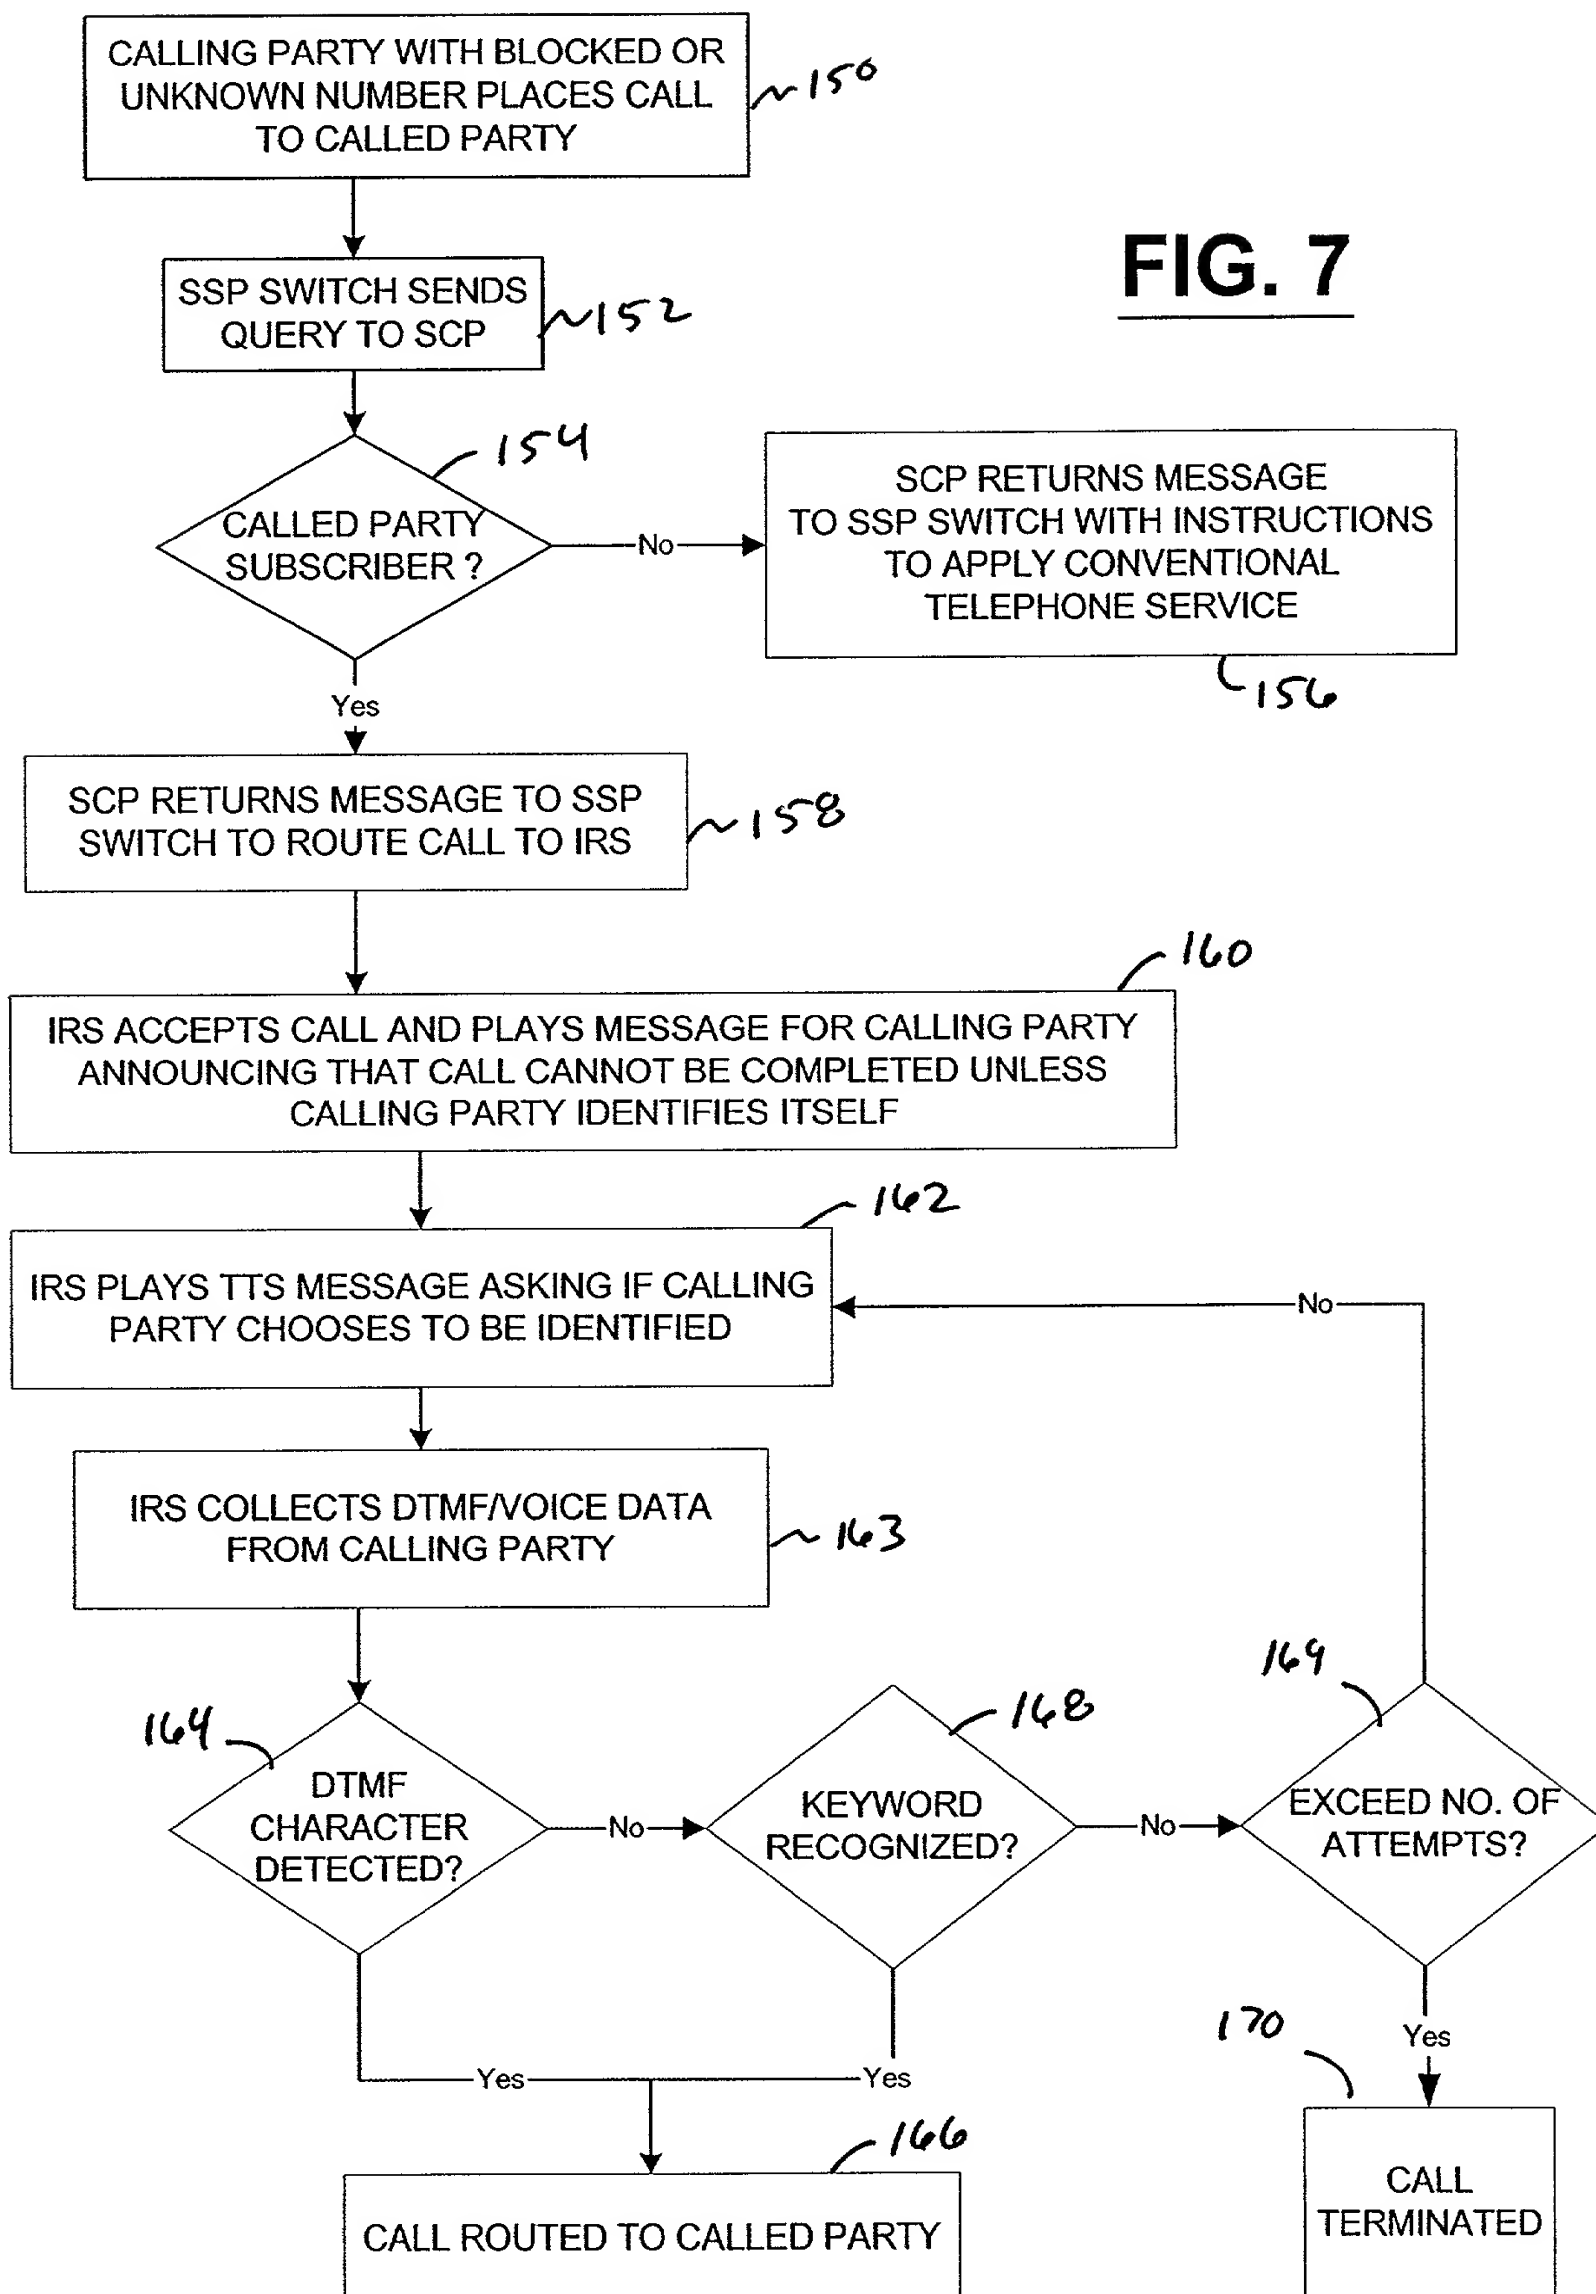 CALLING PARTY WITH BLOCKED OR
UNKNOWN NUMBER PLACES CALL
TO CALLED PARTY
150
FIG. 7
SSP SWITCH SENDS
QUERY TO SCP
152
154
CALLED PARTY
SUBSCRIBER ?
No
SCP RETURNS MESSAGE
TO SSP SWITCH WITH INSTRUCTIONS
TO APPLY CONVENTIONAL
TELEPHONE SERVICE
156
Yes
SCP RETURNS MESSAGE TO SSP
SWITCH TO ROUTE CALL TO IRS
158
160
IRS ACCEPTS CALL AND PLAYS MESSAGE FOR CALLING PARTY
ANNOUNCING THAT CALL CANNOT BE COMPLETED UNLESS
CALLING PARTY IDENTIFIES ITSELF
162
IRS PLAYS TTS MESSAGE ASKING IF CALLING
PARTY CHOOSES TO BE IDENTIFIED
No
IRS COLLECTS DTMF/VOICE DATA
FROM CALLING PARTY
163
164
DTMF
CHARACTER
DETECTED?
No
168
KEYWORD
RECOGNIZED?
No
169
EXCEED NO. OF
ATTEMPTS?
Yes
Yes
Yes
170
166
CALL ROUTED TO CALLED PARTY
CALL
TERMINATED